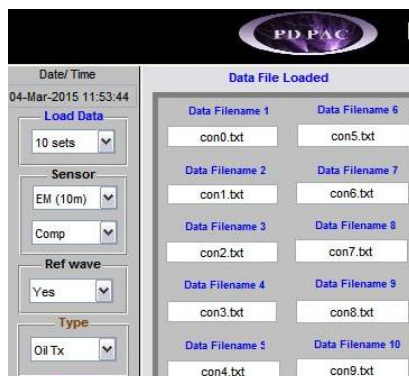 PD PAC
Date/ Time
04-Mar-2015 11:53:44
Load Data
10 sets
Sensor
EM (10m)
Comp
Ref wave
Yes
Type
Oil Tx
Data File Loaded
Data Filename 1
Data Filename 6
con0.txt
con5.txt
Data Filename 2
Data Filename 7
con1.txt
con6.txt
Data Filename 3
Data Filename 8
con2.txt
con7.txt
Data Filename 4
Data Filename 9
con3.txt
con8.txt
Data Filename 5
Data Filename 10
con4.txt
con9.txt